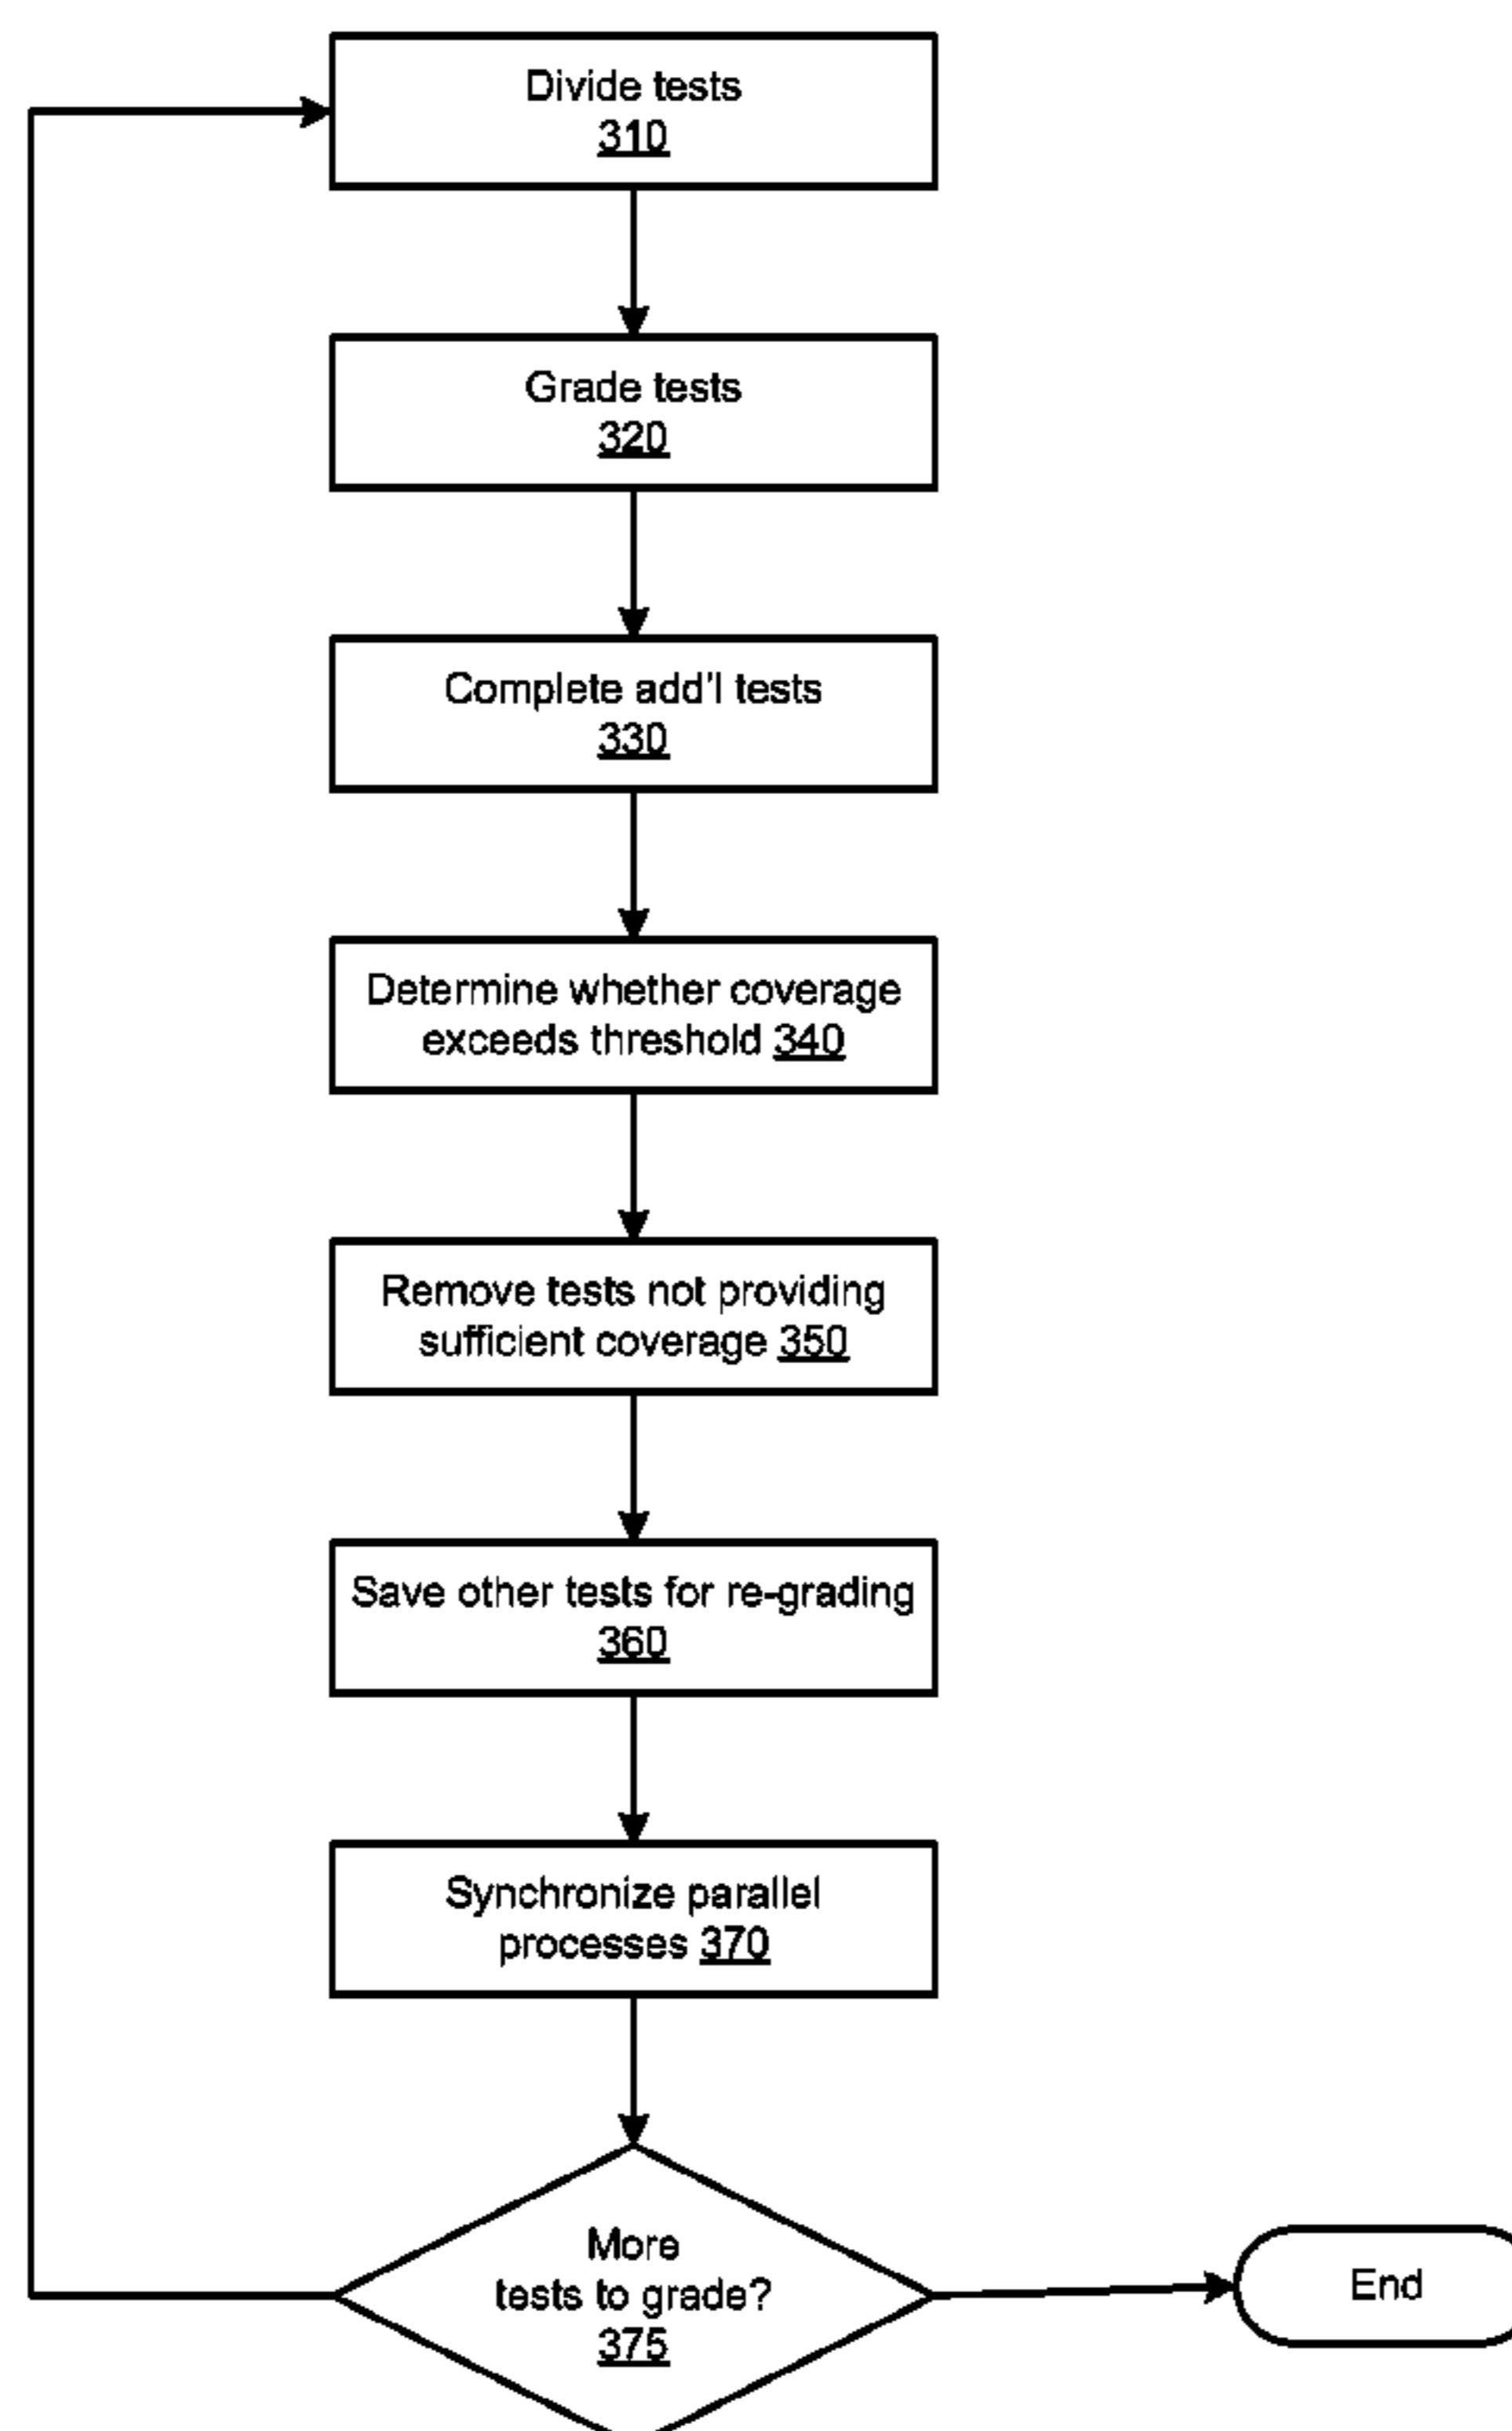 Divide tests
310
Grade tests
320
Complete add'l tests
330
Determine whether coverage
exceeds threshold 340
Remove tests not providing
sufficient coverage 350
Save other tests for re-grading
360
Synchronize parallel
processes 370
More
tests to grade?
375
End